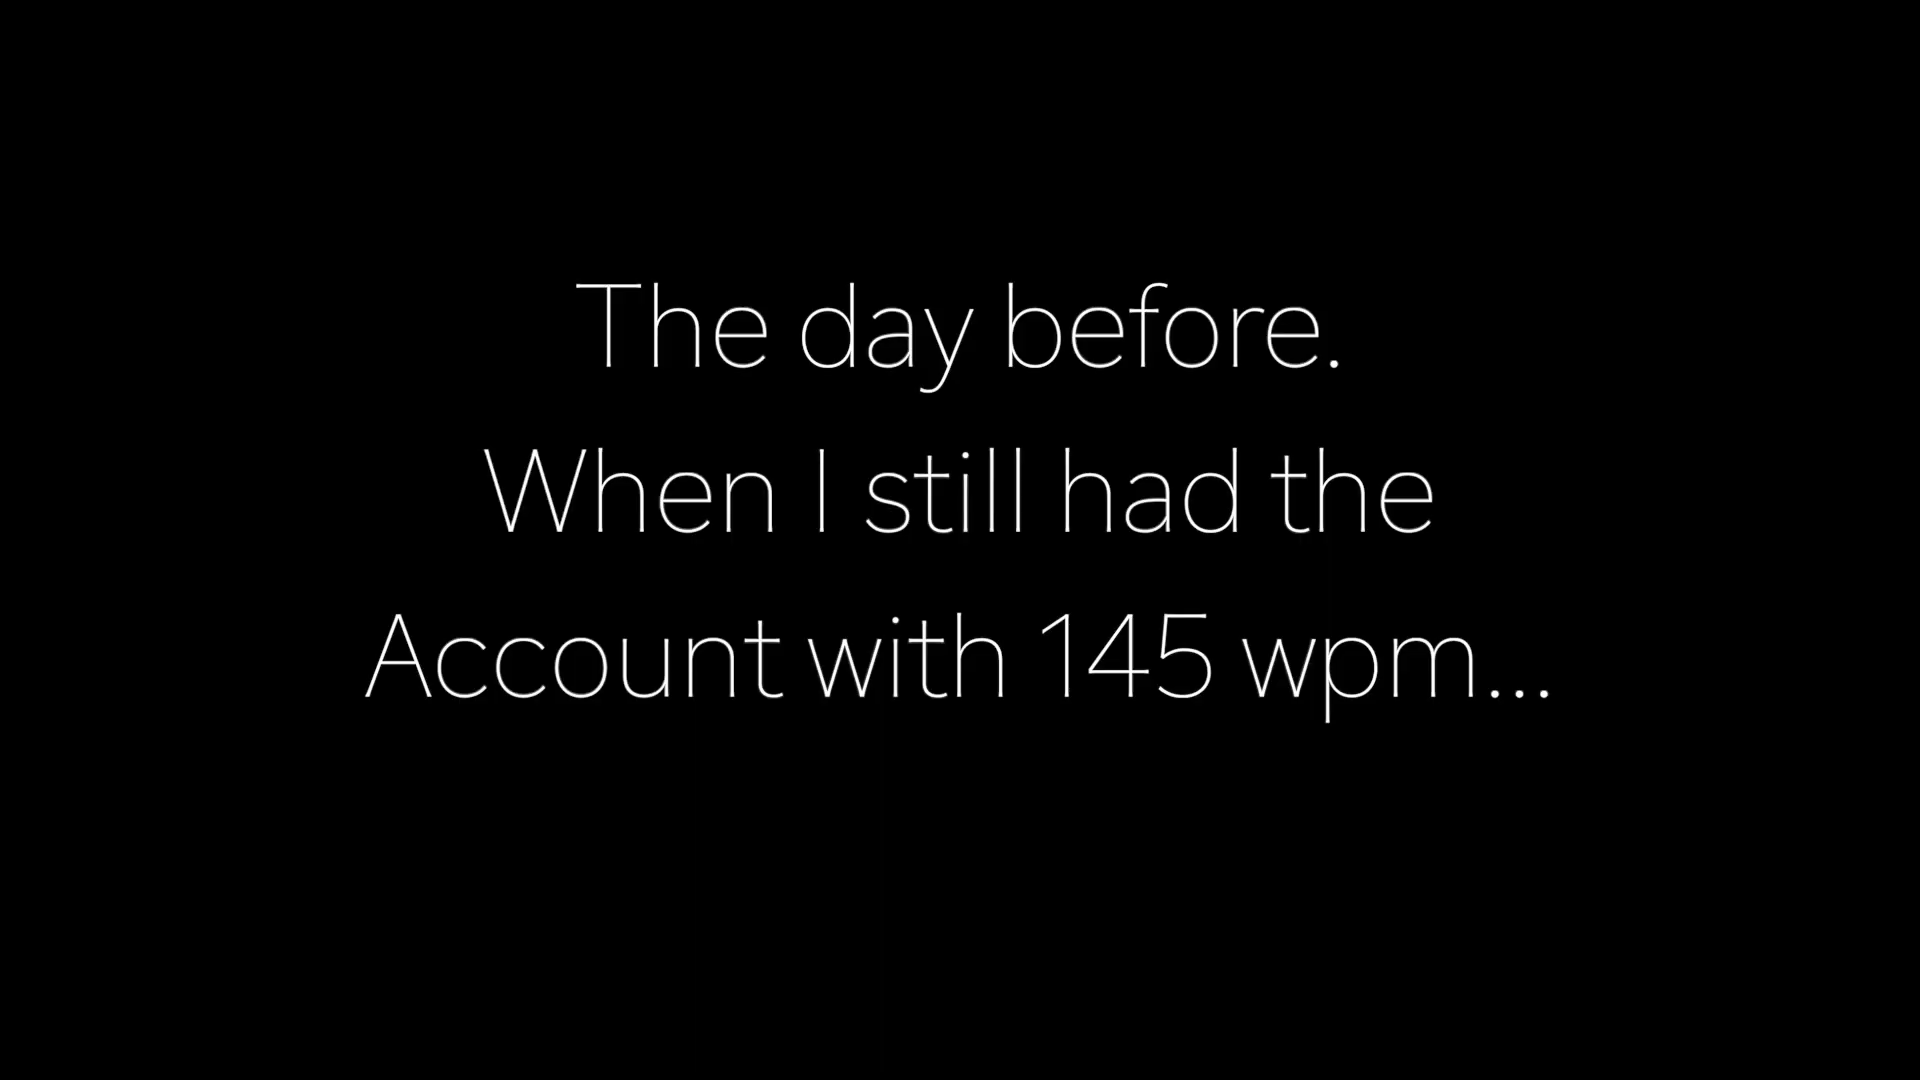 The day before.
When I still had the
Account with 145 wpm...